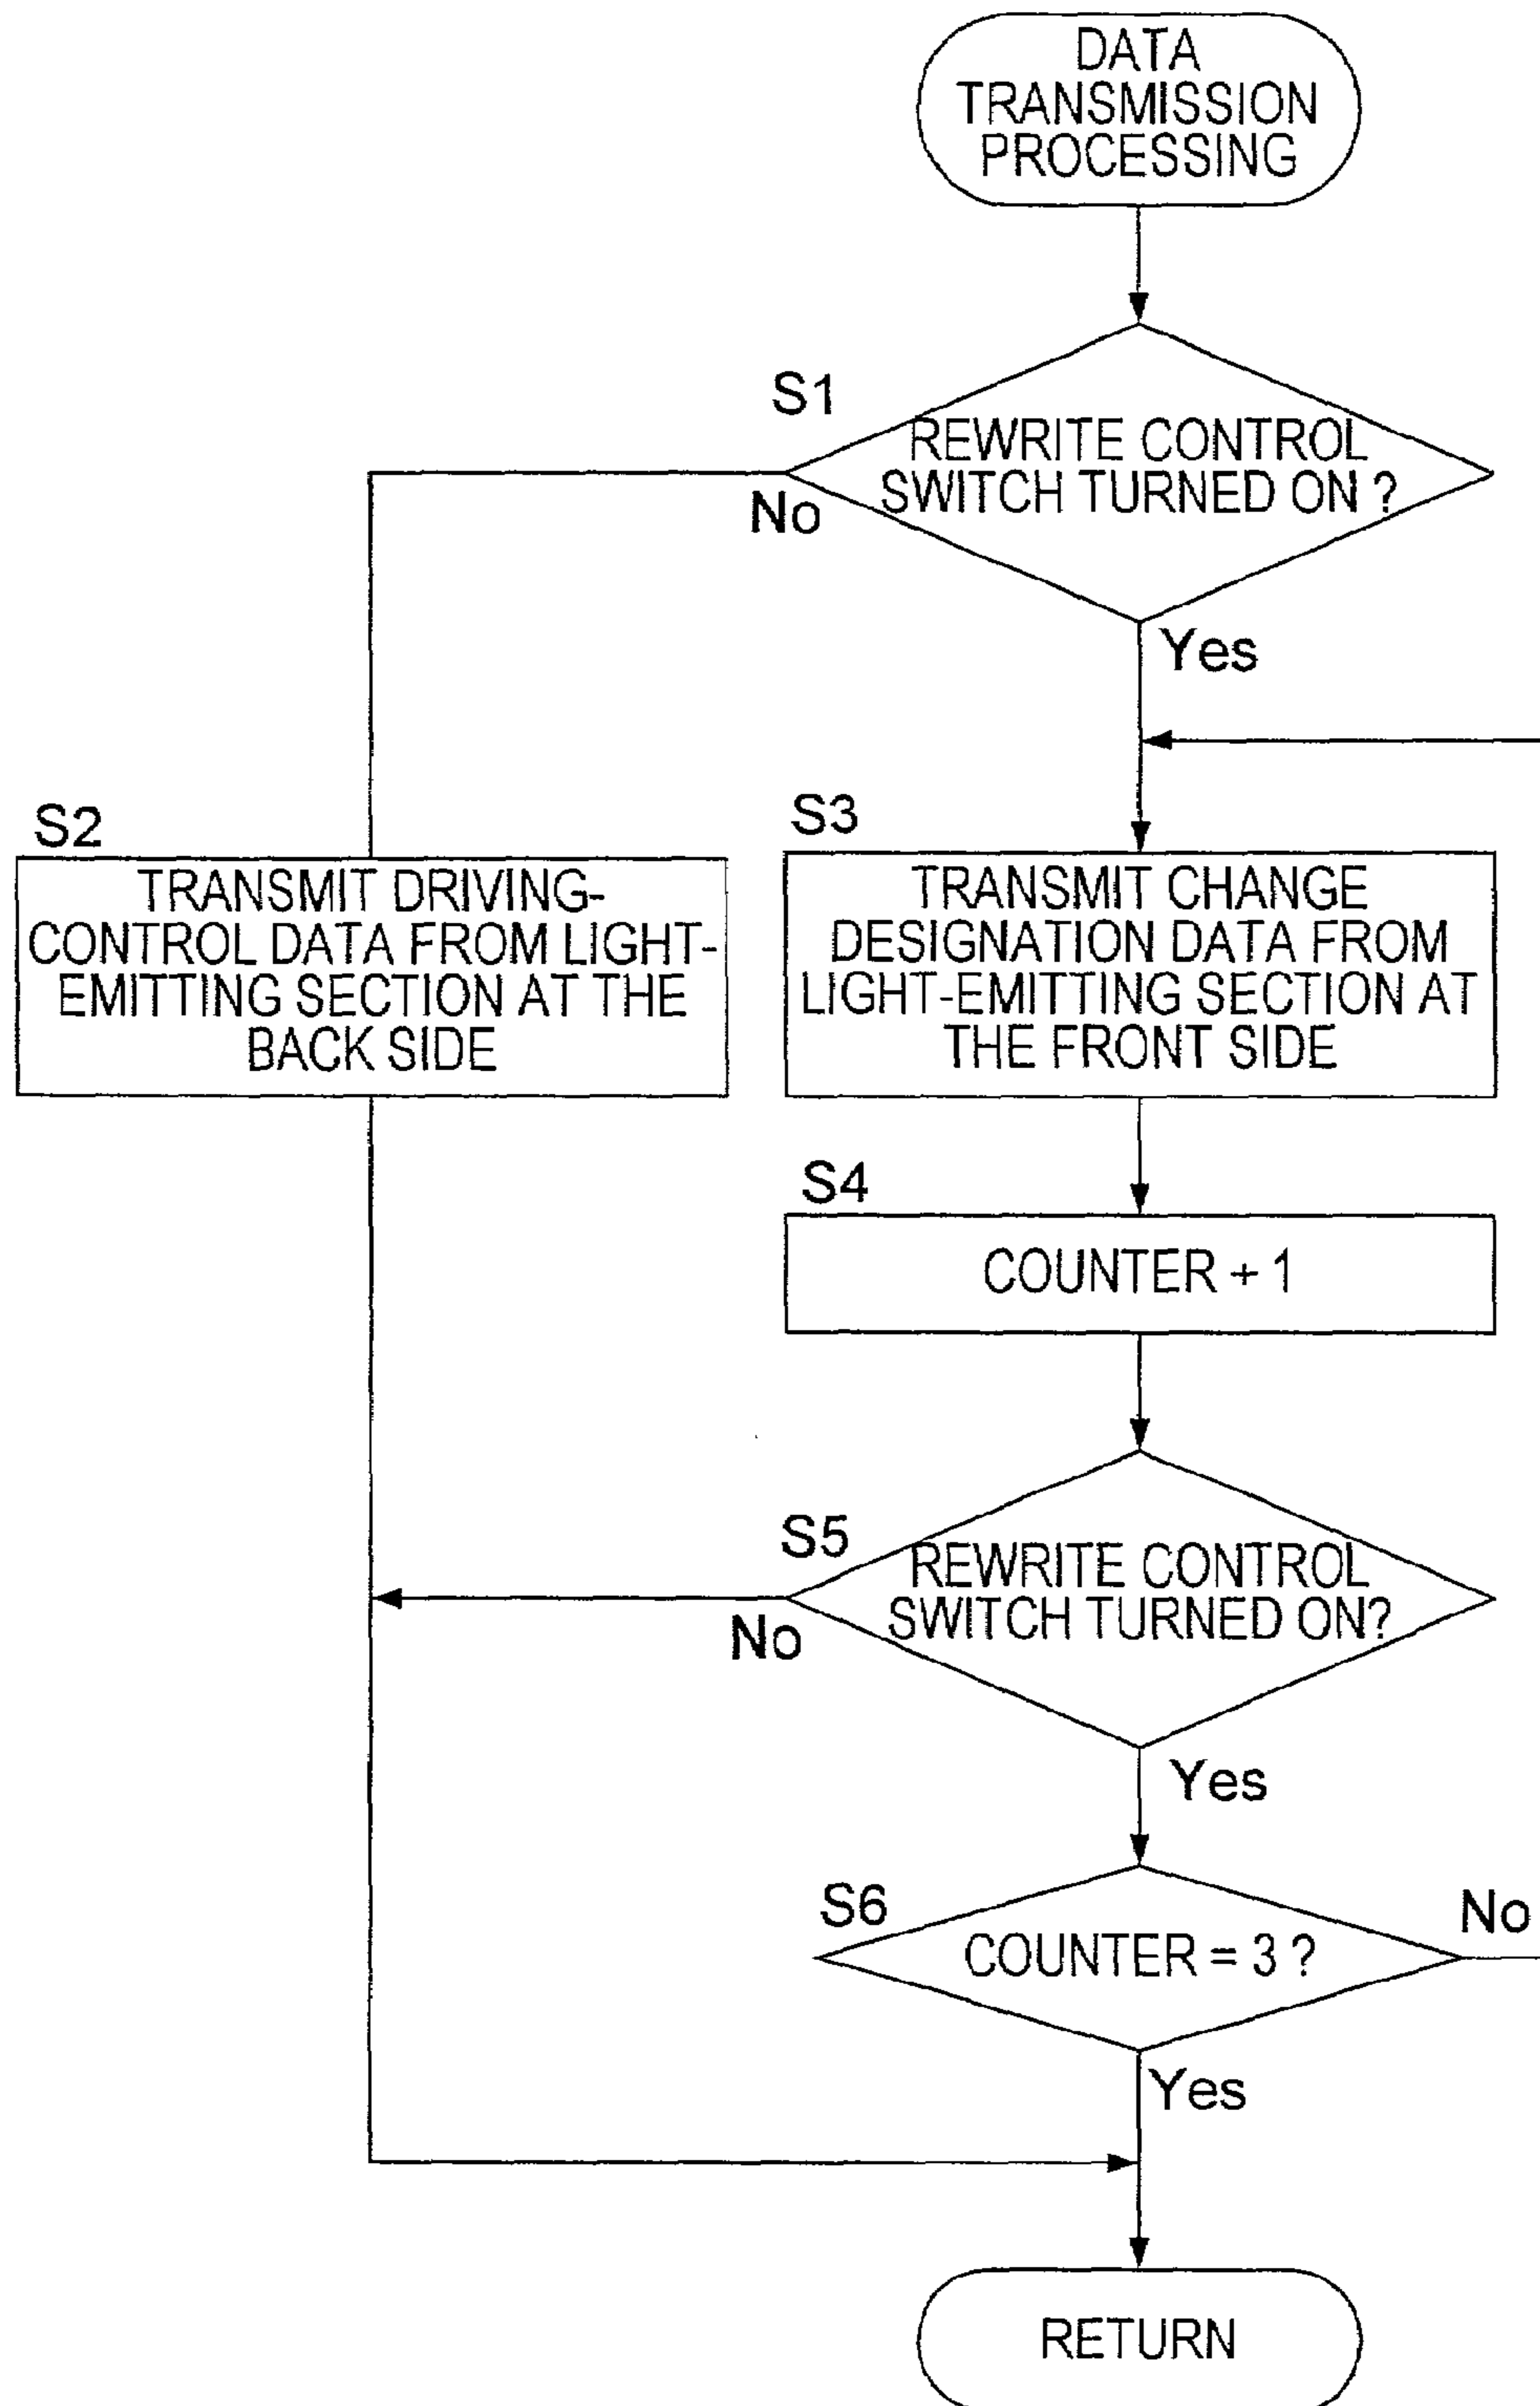 DATA
TRANSMISSION
PROCESSING
S1
REWRITE CONTROL
SWITCH TURNED ON ?
No
Yes
S2
TRANSMIT DRIVING-
CONTROL DATA FROM LIGHT-
EMITTING SECTION AT THE
BACK SIDE
S3
TRANSMIT CHANGE
DESIGNATION DATA FROM
LIGHT-EMITTING SECTION AT
THE FRONT SIDE
S4
COUNTER + 1
S5
REWRITE CONTROL
SWITCH TURNED ON?
No
Yes
S6
COUNTER = 3 ?
No
Yes
RETURN